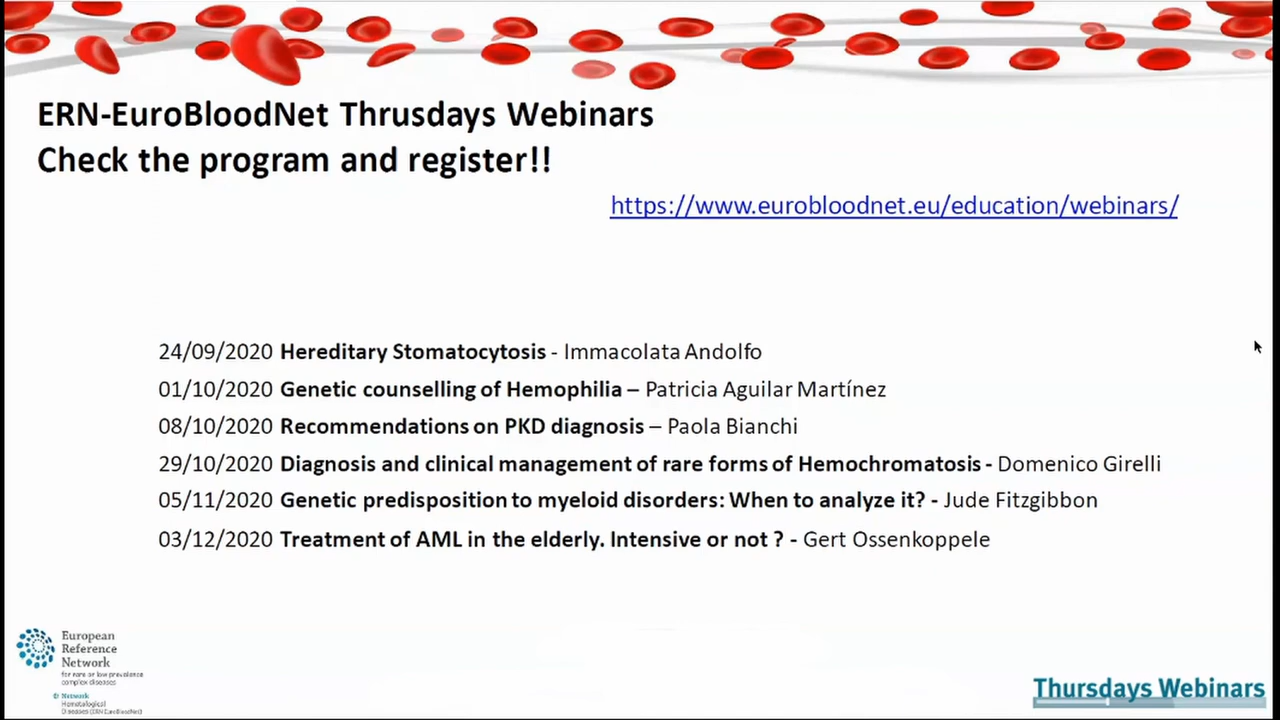 ERN-EuroBloodNet Thrusdays Webinars
Check the program and register!!
https://www.eurobloodnet.eu/education/webinars/
24/09/2020 Hereditary Stomatocytosis - Immacolata Andolfo
01/10/2020 Genetic counselling of Hemophilia – Patricia Aguilar Martínez
08/10/2020 Recommendations on PKD diagnosis – Paola Bianchi
29/10/2020 Diagnosis and clinical management of rare forms of Hemochromatosis - Domenico Girelli
05/11/2020 Genetic predisposition to myeloid disorders: When to analyze it? - Jude Fitzgibbon
03/12/2020 Treatment of AML in the elderly. Intensive or not ? - Gert Ossenkoppele
European
Reference
Network
for rare or low prevalence
complex diseases
Network
Hematological
Diseases (ERN EuroBloodNet)
Thursdays Webinars